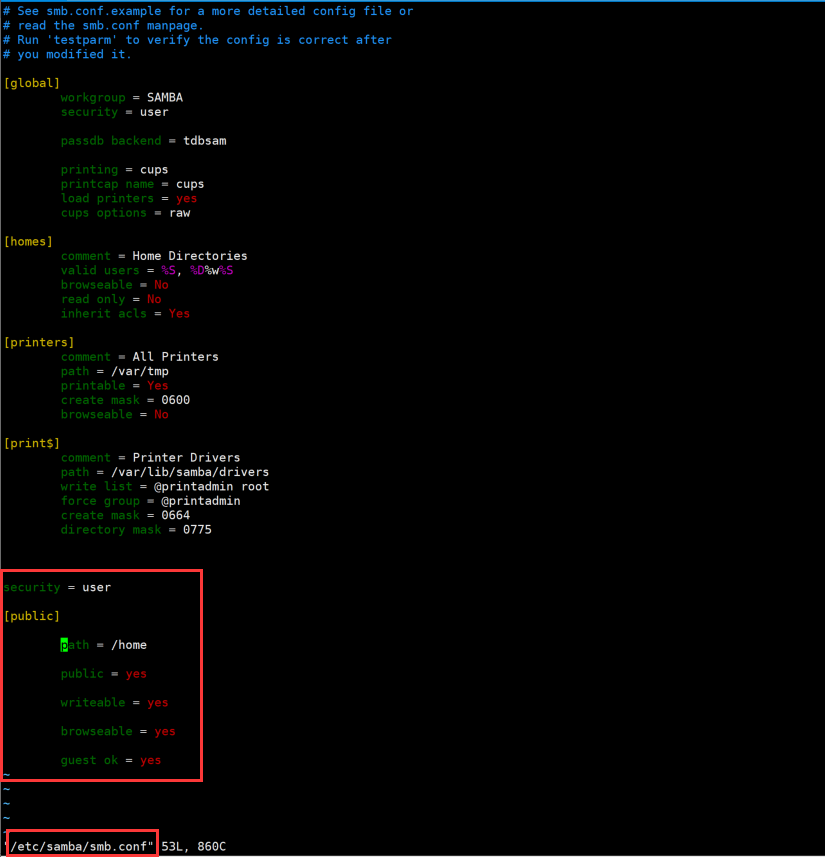 # See smb.conf.example for a more detailed config file or
# read the smb.conf manpage.
# Run 'testparm' to verify the config is correct after
# you modified it.
[global]
workgroup = SAMBA
security = user
passdb backend = tdbsam
printing = cups
printcap name = cups
load printers = yes
cups options = raw
[homes]
comment = Home Directories
valid users = %S, %D%w%S
browseable = No
read only = No
inherit acls = Yes
[printers]
comment = All Printers
path = /var/tmp
printable = Yes
create mask = 0600
browseable = No
[print$]
comment = Printer Drivers
path = /var/lib/samba/drivers
write list = @printadmin root
force group = @printadmin
create mask = 0664
directory mask = 0775
security = user
[public]
path = /home
public = yes
writeable = yes
browseable = yes
guest ok = yes
~
~
~
~
~
"/etc/samba/smb.conf" 53L, 860C